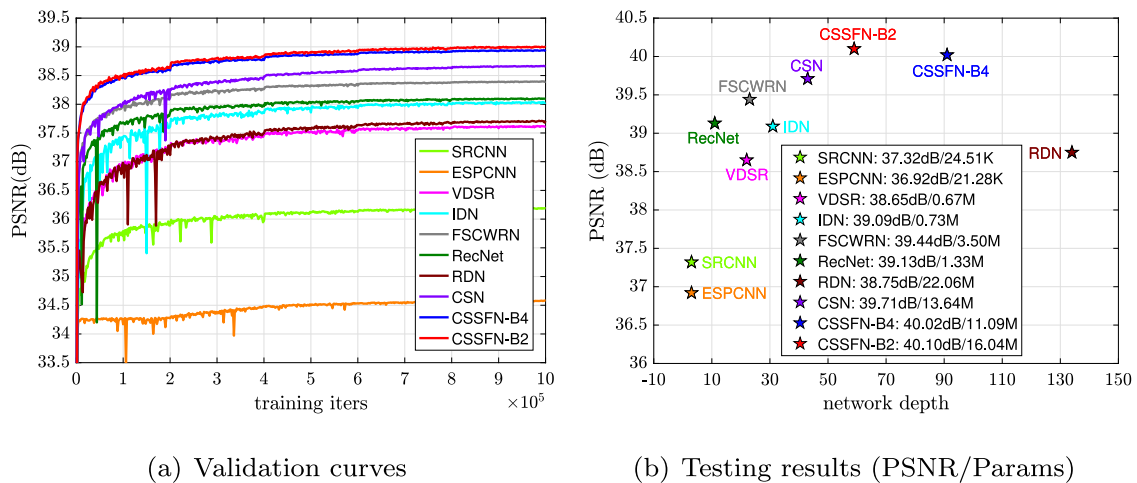 39.5
39
38.5
38
37.5
37
36.5
36
35.5
35
34.5
34
33.5
PSNR(dB)
0 1 2 3 4 5 6 7 8 9 10
training iters
×10^5
SRCNN
ESPCNN
VDSR
IDN
FSCWRN
RecNet
RDN
CSN
CSSFN-B4
CSSFN-B2
(a) Validation curves
40.5
40
39.5
39
38.5
38
37.5
37
36.5
36
PSNR (dB)
-10 10 30 50 70 90 110 130 150
network depth
CSSFN-B2
CSSFN-B4
CSN
FSCWRN
RecNet
IDN
VDSR
RDN
SRCNN
ESPCNN
SRCNN: 37.32dB/24.51K
ESPCNN: 36.92dB/21.28K
VDSR: 38.65dB/0.67M
IDN: 39.09dB/0.73M
FSCWRN: 39.44dB/3.50M
RecNet: 39.13dB/1.33M
RDN: 38.75dB/22.06M
CSN: 39.71dB/13.64M
CSSFN-B4: 40.02dB/11.09M
CSSFN-B2: 40.10dB/16.04M
(b) Testing results (PSNR/Params)